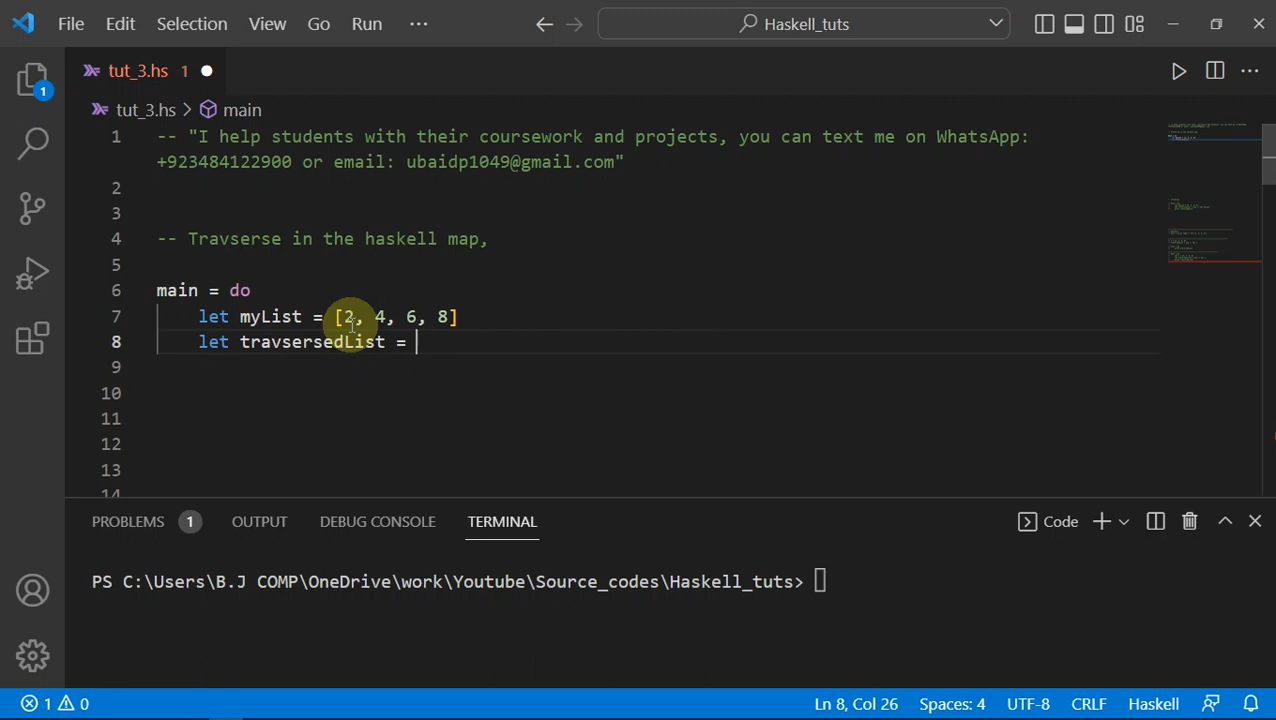 File Edit Selection View Go Run ··· Haskell_tuts
tut_3.hs 1
tut_3.hs > main
1 -- "I help students with their coursework and projects, you can text me on WhatsApp:
+923484122900 or email: ubaidp1049@gmail.com"
2
3
4 -- Travserse in the haskell map,
5
6 main = do
7 let myList = [2, 4, 6, 8]
8 let travsersedList =
9
10
11
12
13
14
PROBLEMS 1 OUTPUT DEBUG CONSOLE TERMINAL Code
PS C:\Users\B.J COMP\OneDrive\work\Youtube\Source_codes\Haskell_tuts>
1 0 Ln 8, Col 26 Spaces: 4 UTF-8 CRLF Haskell